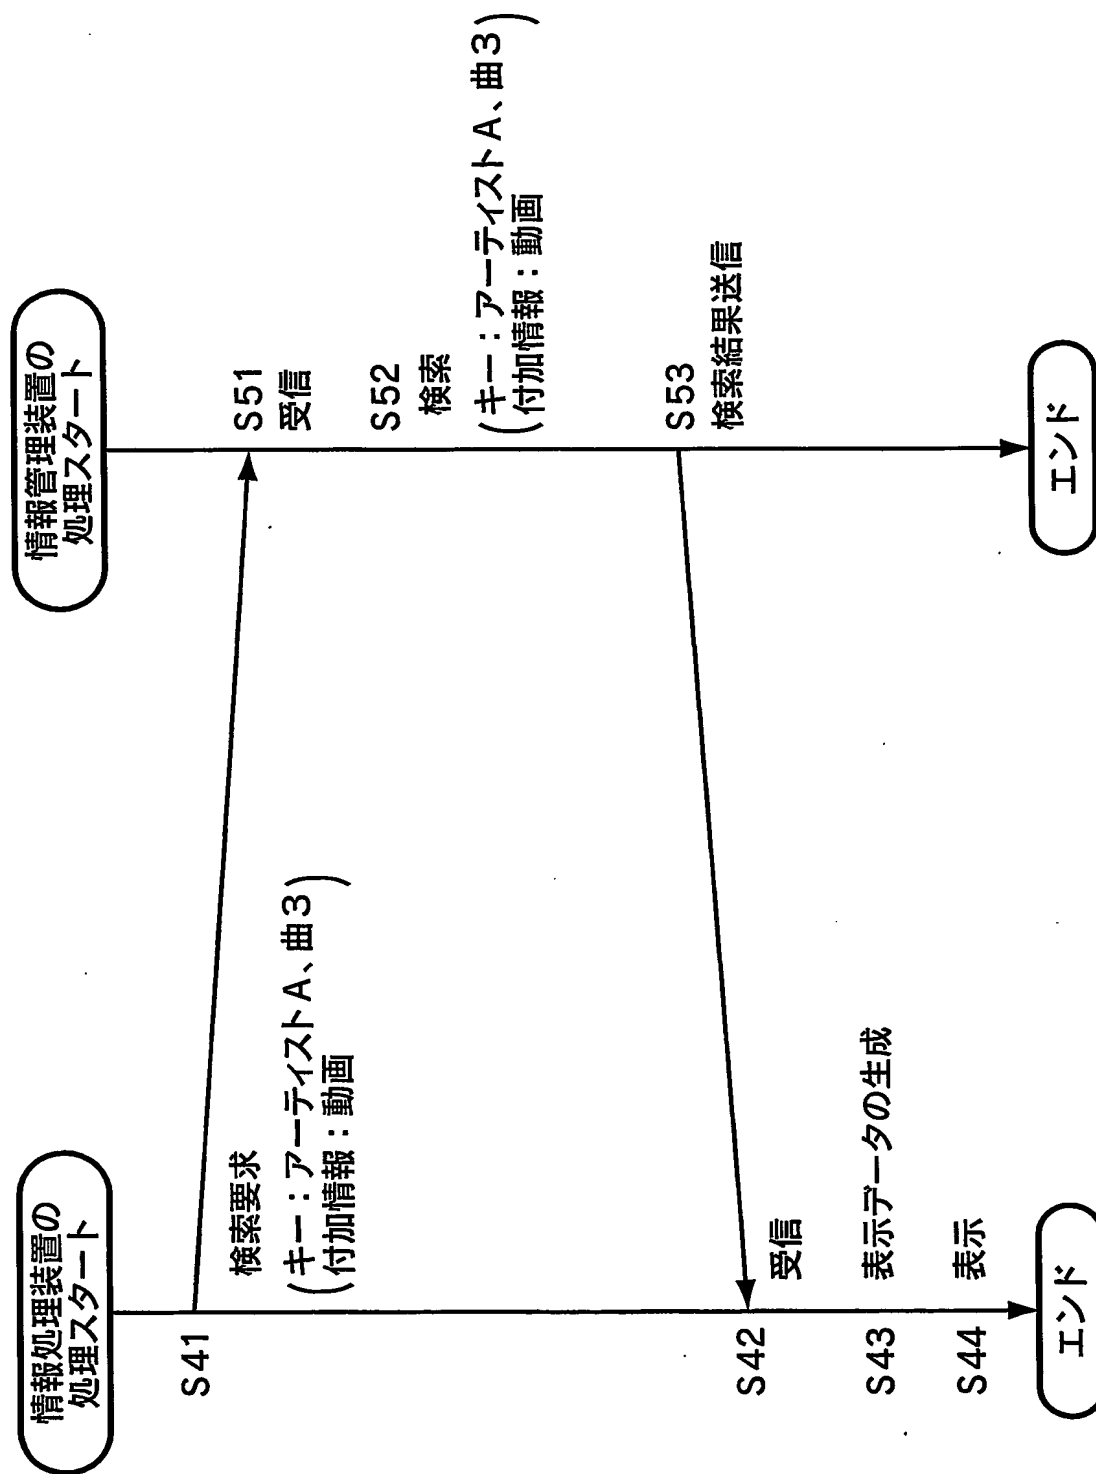 情報処理装置の
処理スタート
S41
検索要求
(キー：アーティストA、曲3)
(付加情報：動画)
S42
受信
S43
表示データの生成
S44
表示
エンド
情報管理装置の
処理スタート
S51
受信
S52
検索
(キー：アーティストA、曲3)
(付加情報：動画)
S53
検索結果送信
エンド